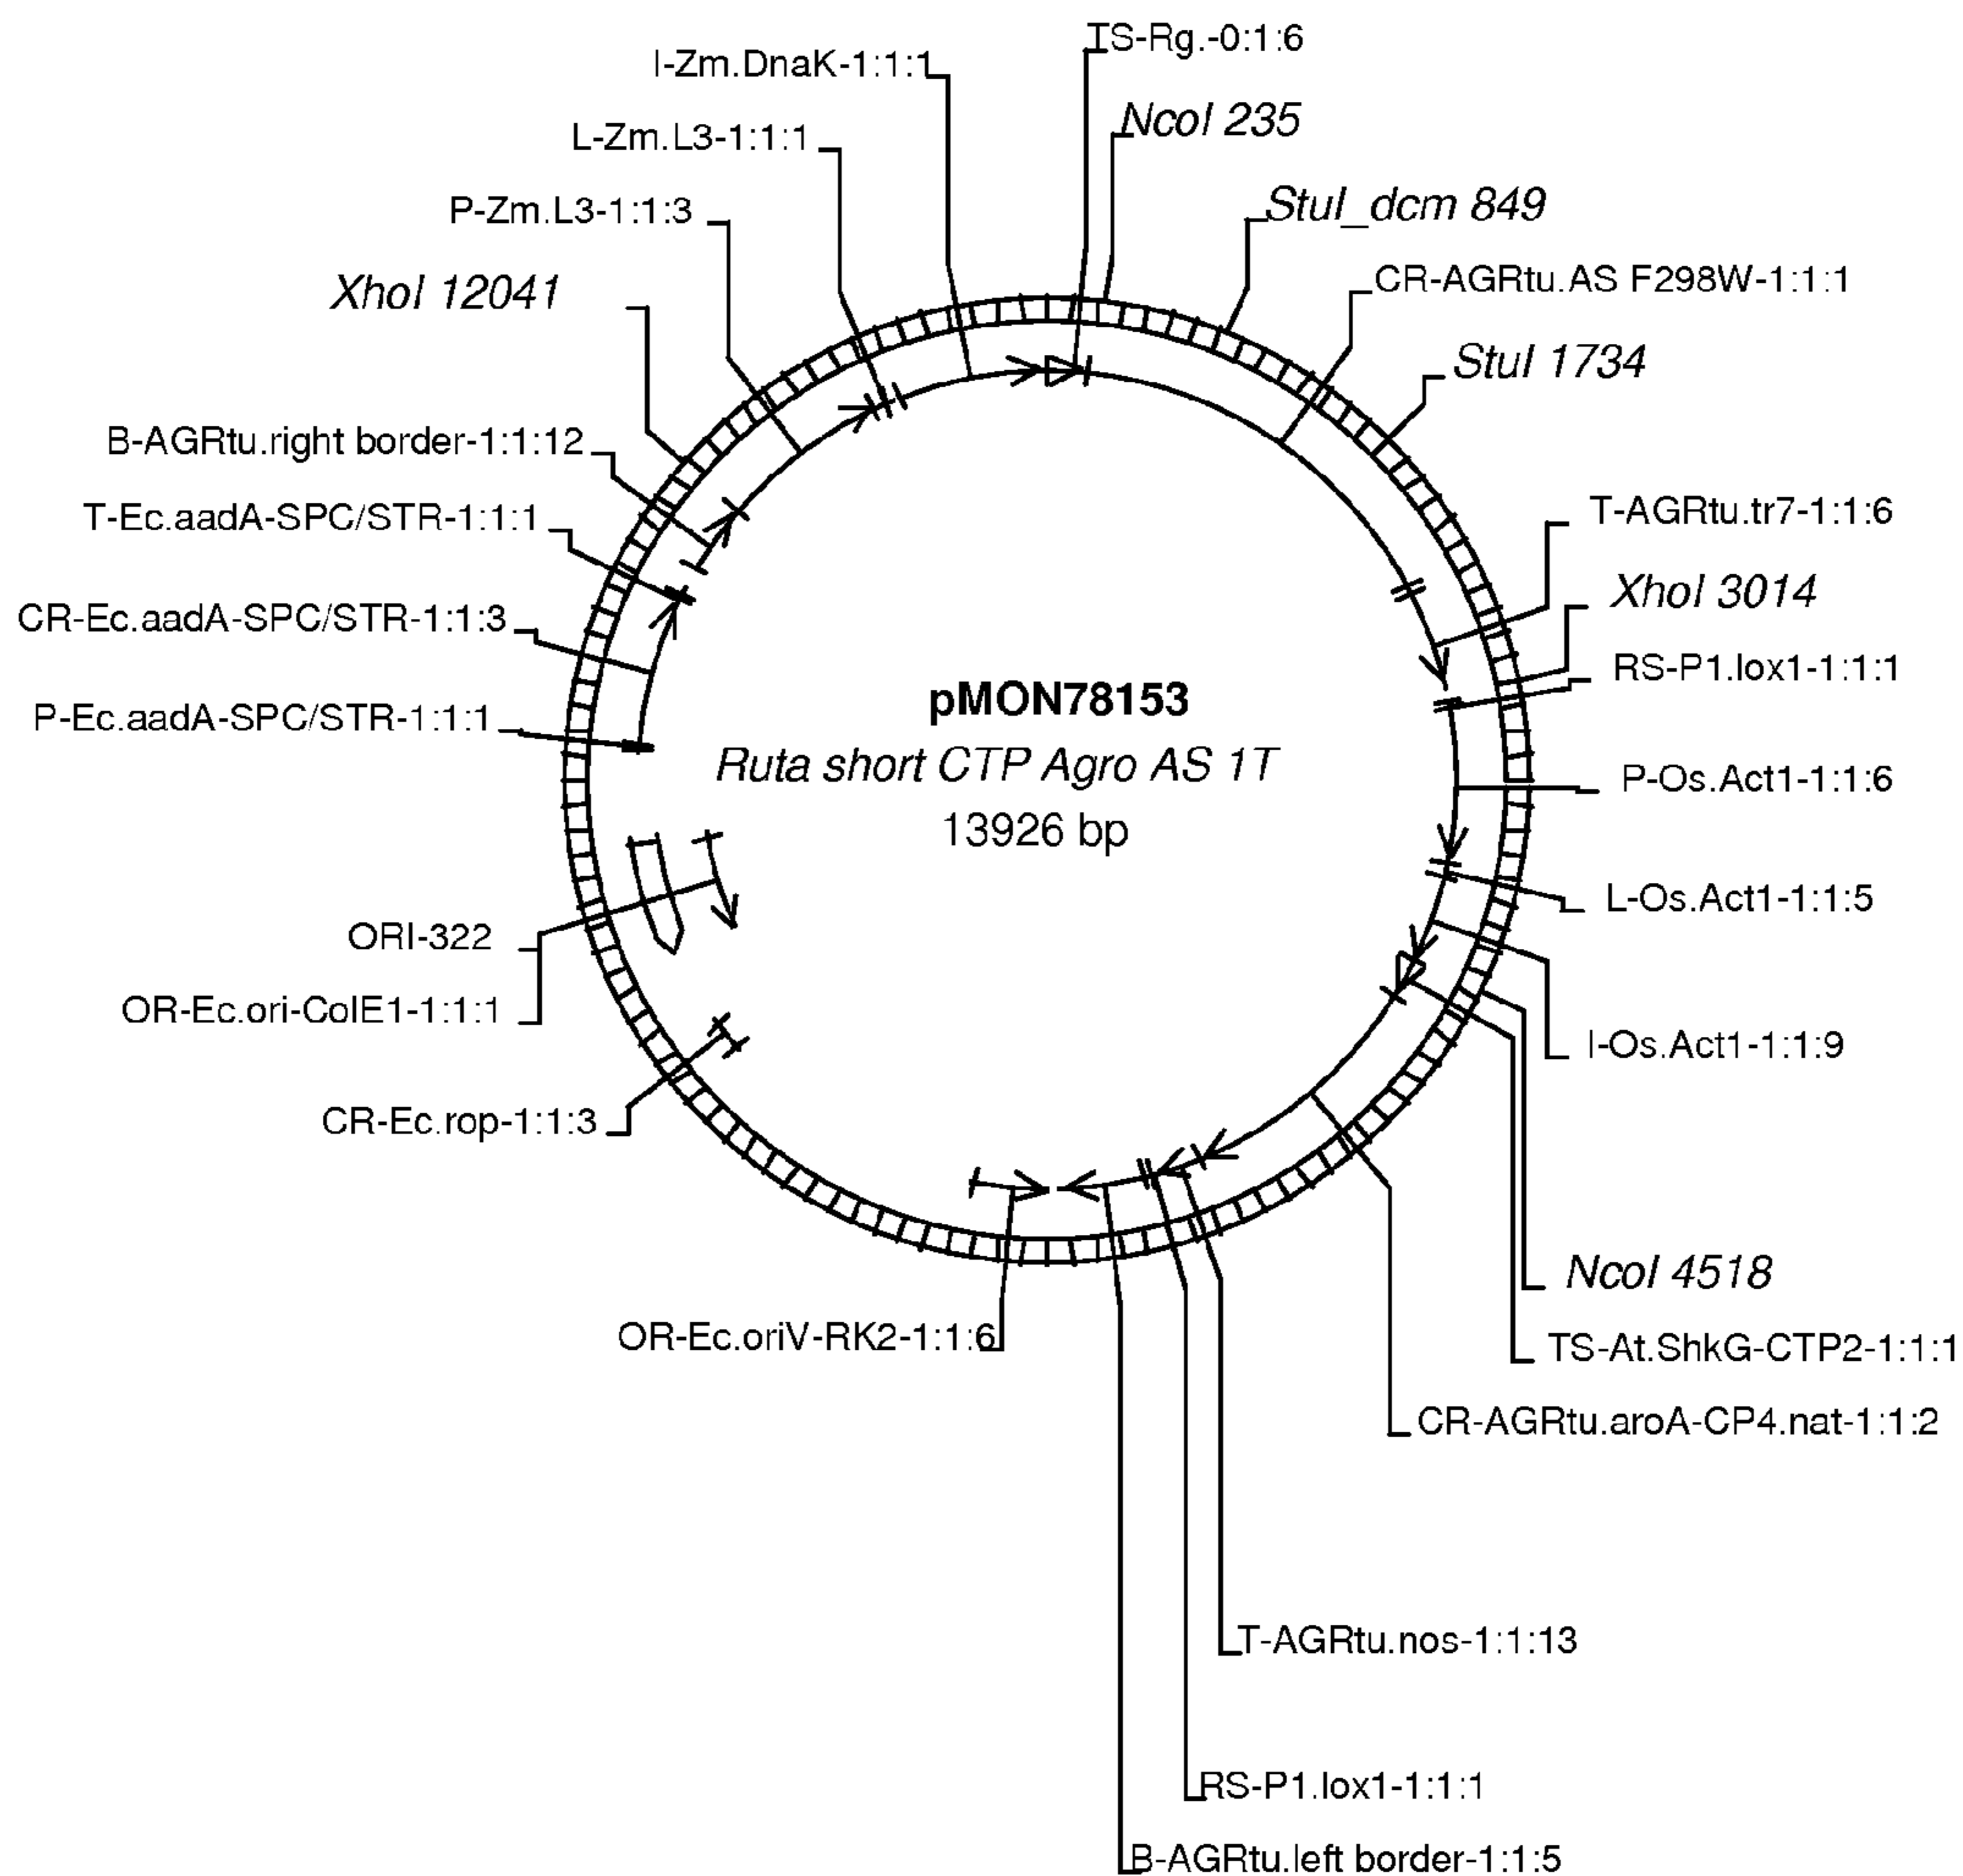 TS-Rg.-0:1:6
I-Zm.DnaK-1:1:1
NcoI 235
L-Zm.L3-1:1:1
StuI_dcm 849
P-Zm.L3-1:1:3
CR-AGRtu.AS F298W-1:1:1
XhoI 12041
StuI 1734
B-AGRtu.right border-1:1:12
T-AGRtu.tr7-1:1:6
T-Ec.aadA-SPC/STR-1:1:1
XhoI 3014
CR-Ec.aadA-SPC/STR-1:1:3
RS-P1.lox1-1:1:1
pMON78153
P-Ec.aadA-SPC/STR-1:1:1
Ruta short CTP Agro AS 1T
P-Os.Act1-1:1:6
13926 bp
L-Os.Act1-1:1:5
ORI-322
OR-Ec.ori-ColE1-1:1:1
I-Os.Act1-1:1:9
CR-Ec.rop-1:1:3
NcoI 4518
OR-Ec.oriV-RK2-1:1:6
TS-At.ShkG-CTP2-1:1:1
CR-AGRtu.aroA-CP4.nat-1:1:2
T-AGRtu.nos-1:1:13
RS-P1.lox1-1:1:1
B-AGRtu.left border-1:1:5